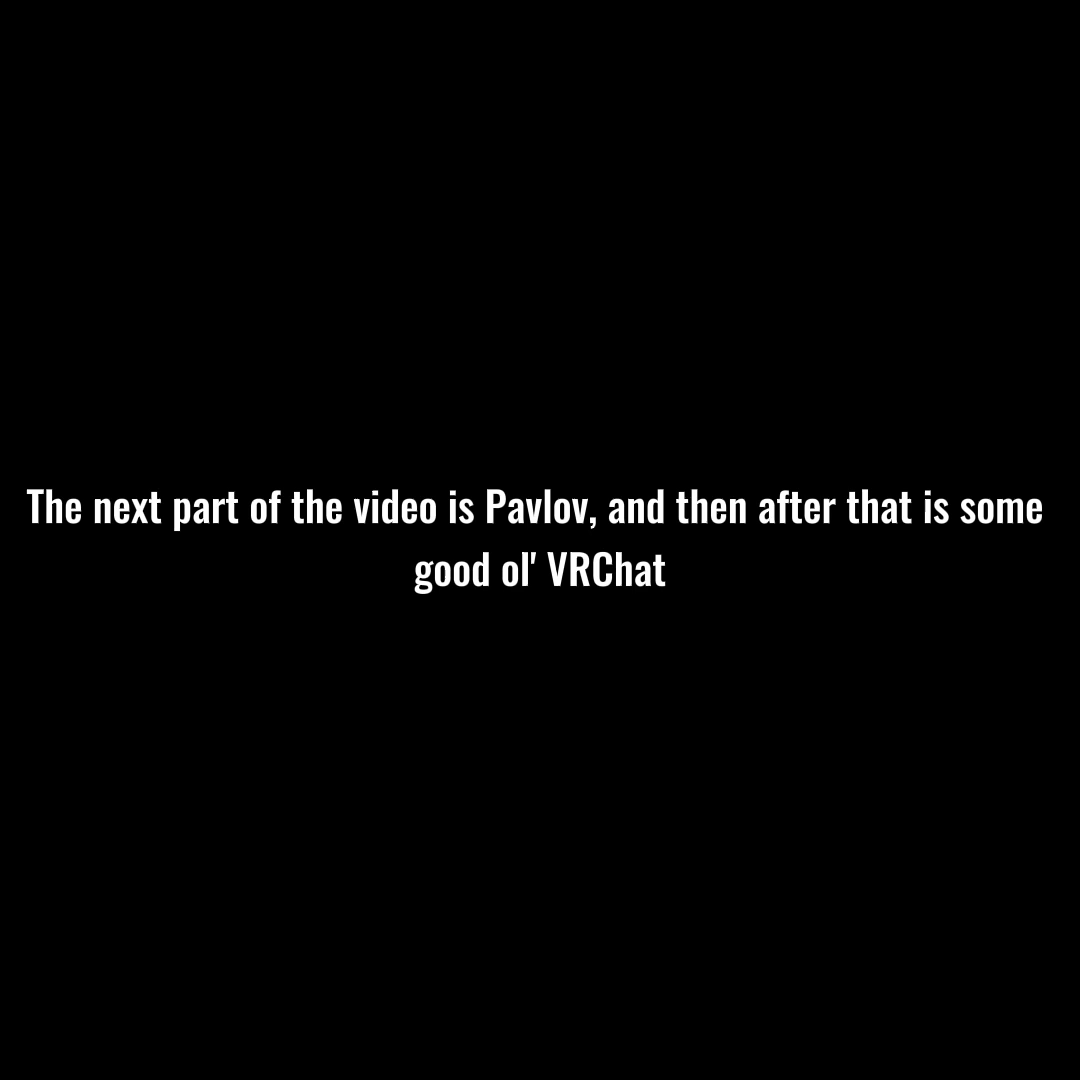 The next part of the video is Pavlov, and then after that is some
good ol' VRChat